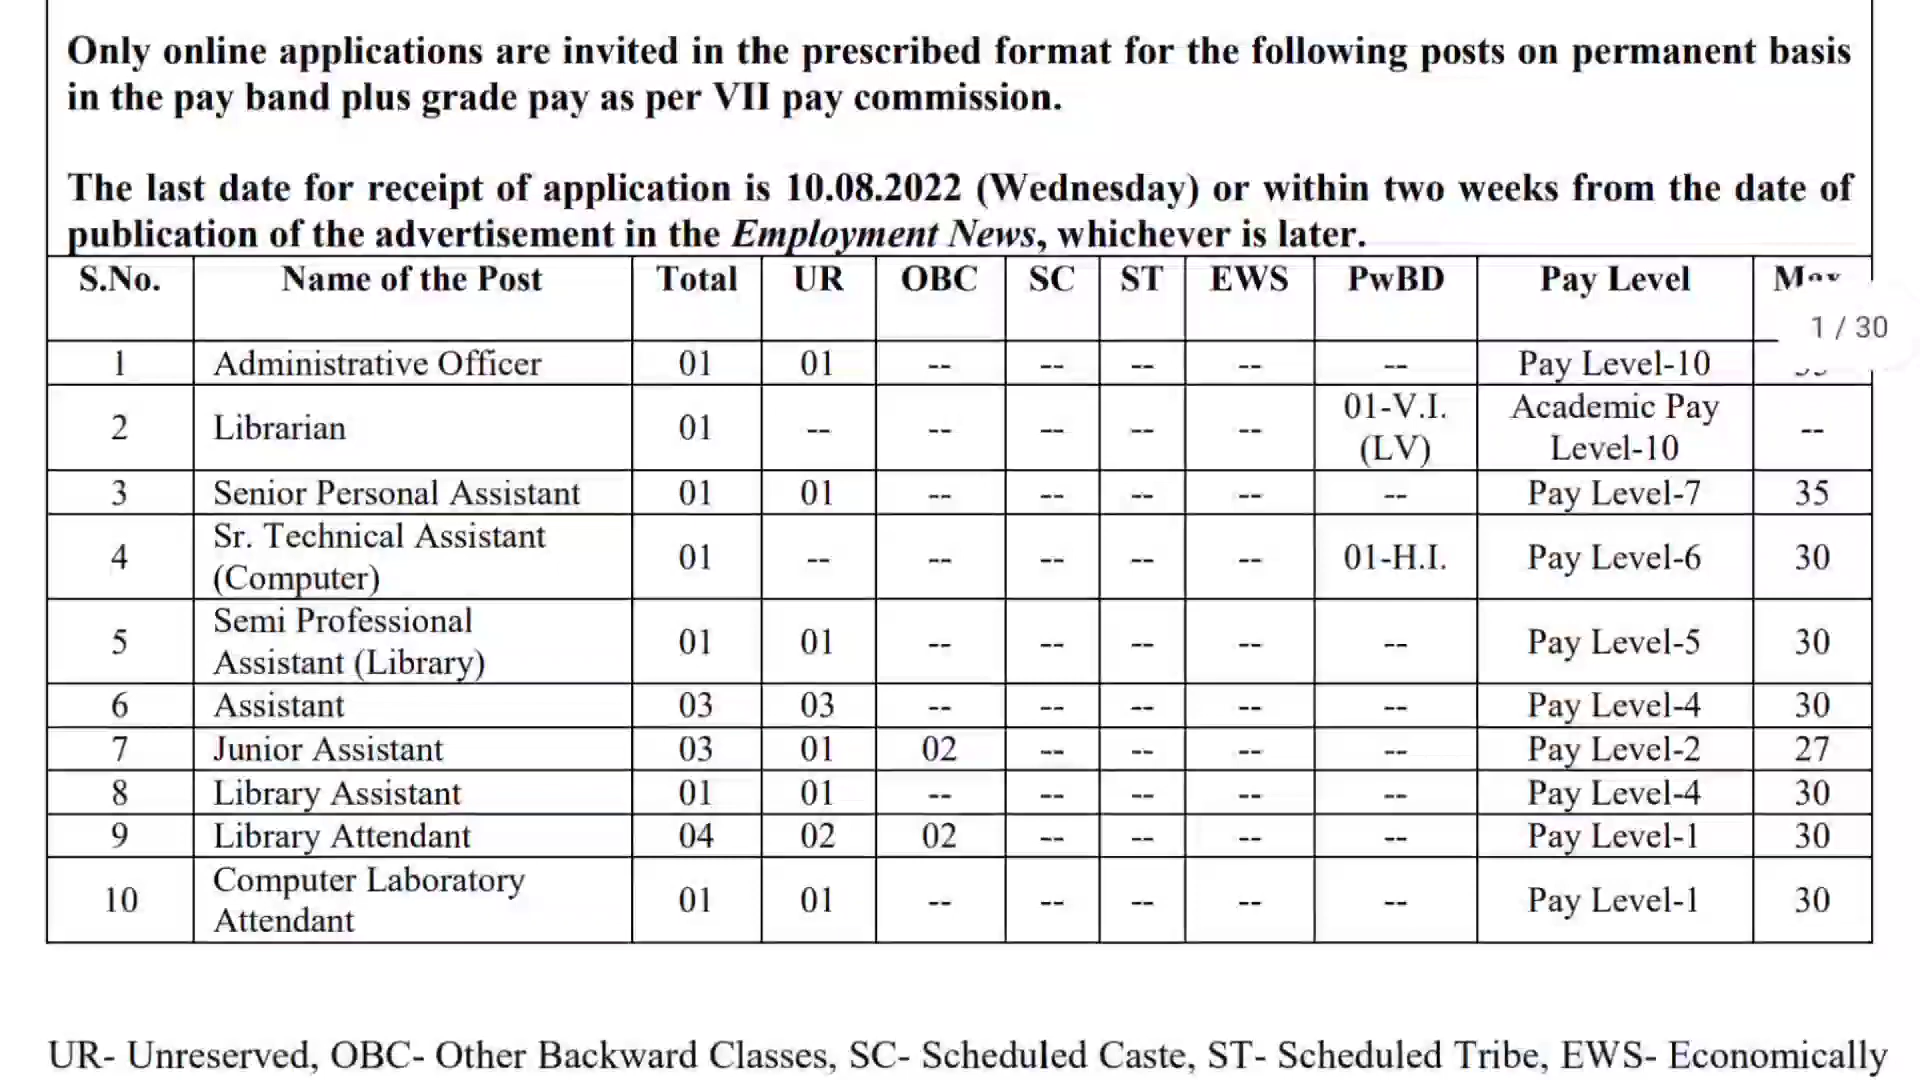 Only online applications are invited in the prescribed format for the following posts on permanent basis
in the pay band plus grade pay as per VII pay commission.
The last date for receipt of application is 10.08.2022 (Wednesday) or within two weeks from the date of
publication of the advertisement in the Employment News, whichever is later.
S.No. Name of the Post Total UR OBC SC ST EWS PwBD Pay Level
1 / 30
1 Administrative Officer 01 01 -- -- -- -- -- Pay Level-10
2 Librarian 01 -- -- -- -- -- 01-V.I. (LV) Academic Pay Level-10 --
3 Senior Personal Assistant 01 01 -- -- -- -- -- Pay Level-7 35
4 Sr. Technical Assistant (Computer) 01 -- -- -- -- -- 01-H.I. Pay Level-6 30
5 Semi Professional Assistant (Library) 01 01 -- -- -- -- -- Pay Level-5 30
6 Assistant 03 03 -- -- -- -- -- Pay Level-4 30
7 Junior Assistant 03 01 02 -- -- -- -- Pay Level-2 27
8 Library Assistant 01 01 -- -- -- -- -- Pay Level-4 30
9 Library Attendant 04 02 02 -- -- -- -- Pay Level-1 30
10 Computer Laboratory Attendant 01 01 -- -- -- -- -- Pay Level-1 30
UR- Unreserved, OBC- Other Backward Classes, SC- Scheduled Caste, ST- Scheduled Tribe, EWS- Economically